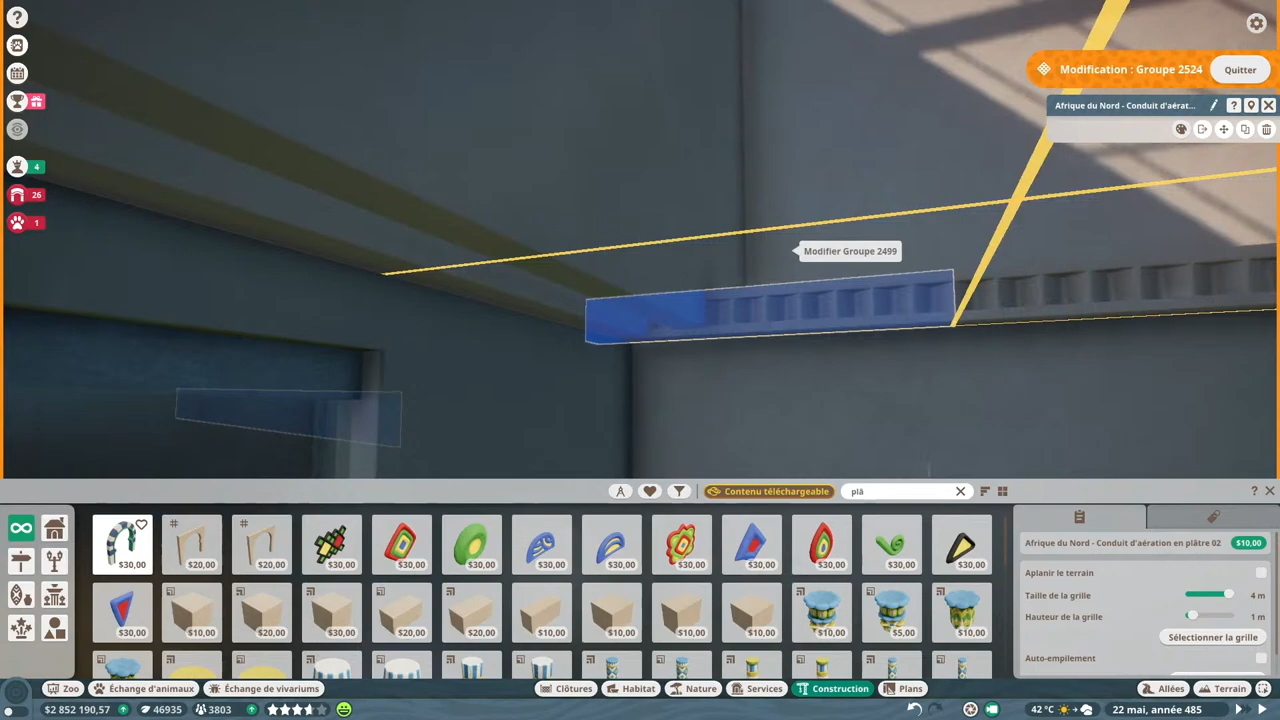 Modification : Groupe 2524
Quitter
Afrique du Nord - Conduit d'aérat...
4
26
1
Modifier Groupe 2499
Contenu téléchargeable
plâ
$30,00 $20,00 $20,00 $30,00 $30,00 $30,00 $30,00 $30,00 $30,00 $30,00 $30,00 $30,00 $30,00
$30,00 $10,00 $20,00 $30,00 $20,00 $20,00 $10,00 $10,00 $10,00 $10,00 $10,00 $5,00 $10,00
Afrique du Nord - Conduit d'aération en plâtre 02 $10,00
Aplanir le terrain
Taille de la grille 4 m
Hauteur de la grille 1 m
Sélectionner la grille
Auto-empilement
Zoo Échange d'animaux Échange de vivariums Clôtures Habitat Nature Services Construction Plans Allées Terrain
$2 852 190,57 46935 3803 42 °C 22 mai, année 485